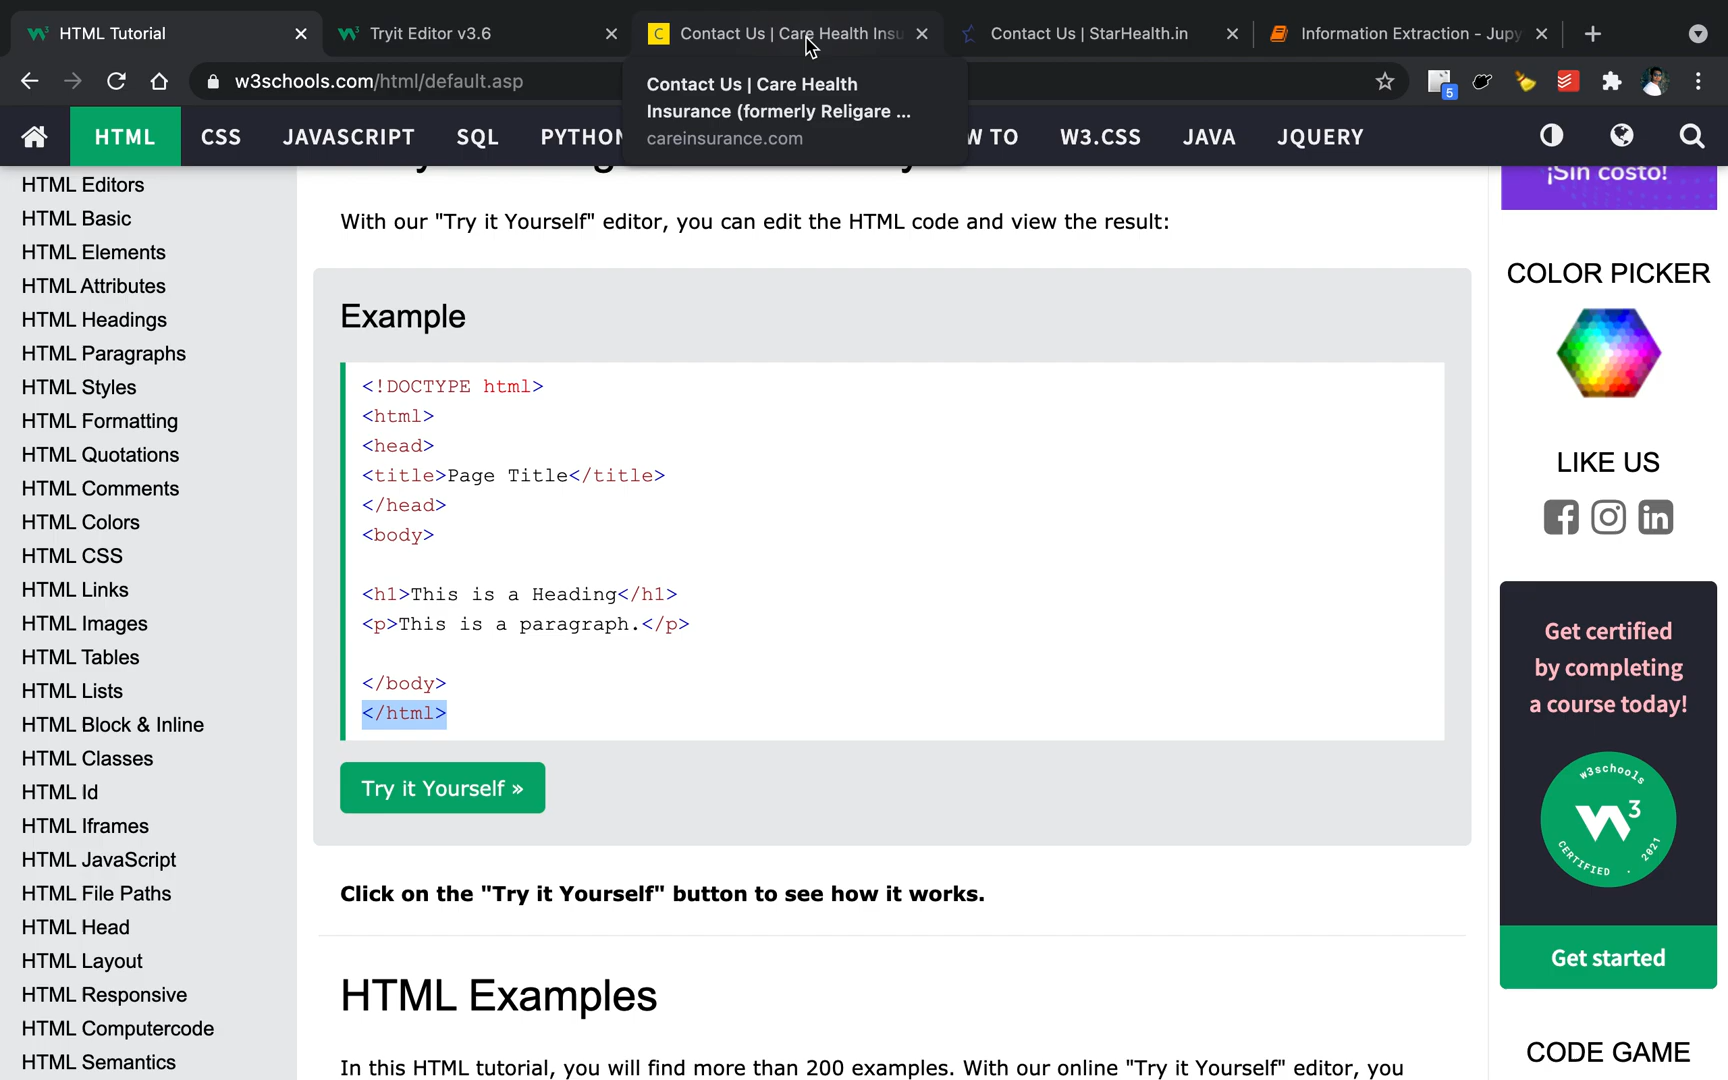 HTML Tutorial
Tryit Editor v3.6
Contact Us | Care Health Insu
Contact Us | StarHealth.in
Information Extraction - Jupy
w3schools.com/html/default.asp
5
Contact Us | Care Health
Insurance (formerly Religare ...
careinsurance.com
HTML CSS JAVASCRIPT SQL PYTHON W TO W3.CSS JAVA JQUERY
HTML Editors
HTML Basic
HTML Elements
HTML Attributes
HTML Headings
HTML Paragraphs
HTML Styles
HTML Formatting
HTML Quotations
HTML Comments
HTML Colors
HTML CSS
HTML Links
HTML Images
HTML Tables
HTML Lists
HTML Block & Inline
HTML Classes
HTML Id
HTML Iframes
HTML JavaScript
HTML File Paths
HTML Head
HTML Layout
HTML Responsive
HTML Computercode
HTML Semantics
With our "Try it Yourself" editor, you can edit the HTML code and view the result:
Example
<!DOCTYPE html>
<html>
<head>
<title>Page Title</title>
</head>
<body>
<h1>This is a Heading</h1>
<p>This is a paragraph.</p>
</body>
</html>
Try it Yourself »
Click on the "Try it Yourself" button to see how it works.
HTML Examples
In this HTML tutorial, you will find more than 200 examples. With our online "Try it Yourself" editor, you
¡Sin costo!
COLOR PICKER
LIKE US
Get certified
by completing
a course today!
w3schools
W3
CERTIFIED . 2021
Get started
CODE GAME